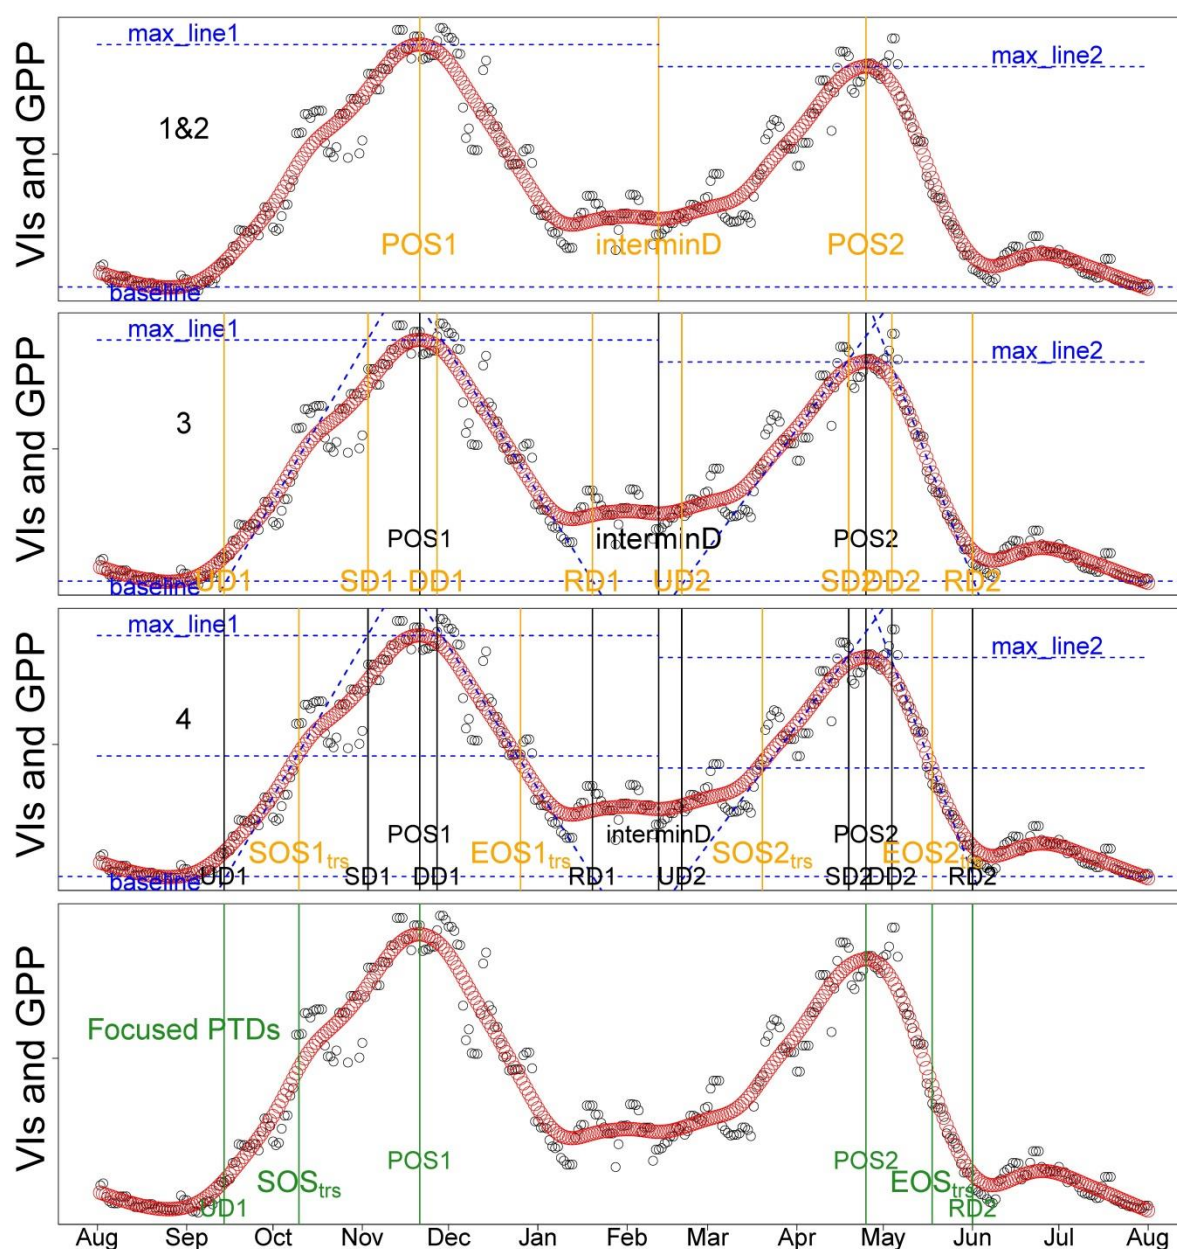 VIs and GPP
max_line1
max_line2
1&2
POS1
interminD
POS2
baseline
VIs and GPP
max_line1
max_line2
3
POS1
interminD
POS2
baseline
UD1
SD1
DD1
RD1
UD2
SD2
DD2
RD2
VIs and GPP
max_line1
max_line2
4
POS1
interminD
POS2
SOS1trs
EOS1trs
SOS2trs
EOS2trs
baseline
UD1
SD1
DD1
RD1
UD2
SD2
DD2
RD2
VIs and GPP
Focused PTDs
POS1
POS2
SOStrs
EOStrs
UD1
RD2
Aug Sep Oct Nov Dec Jan Feb Mar Apr May Jun Jul Aug